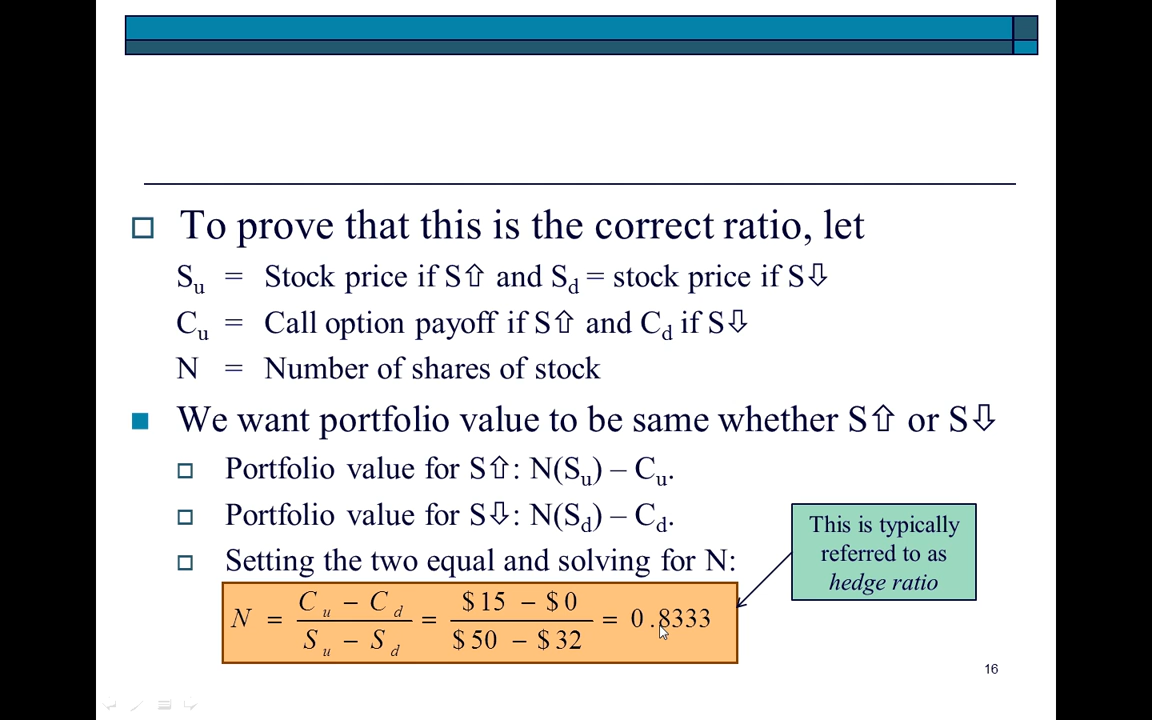 To prove that this is the correct ratio, let
Su = Stock price if S⇧ and Sd = stock price if S⇩
Cu = Call option payoff if S⇧ and Cd if S⇩
N = Number of shares of stock
We want portfolio value to be same whether S⇧ or S⇩
Portfolio value for S⇧: N(Su) – Cu.
Portfolio value for S⇩: N(Sd) – Cd.
Setting the two equal and solving for N:
This is typically
referred to as
hedge ratio
N = (Cu − Cd) / (Su − Sd) = ($15 − $0) / ($50 − $32) = 0.8333
16